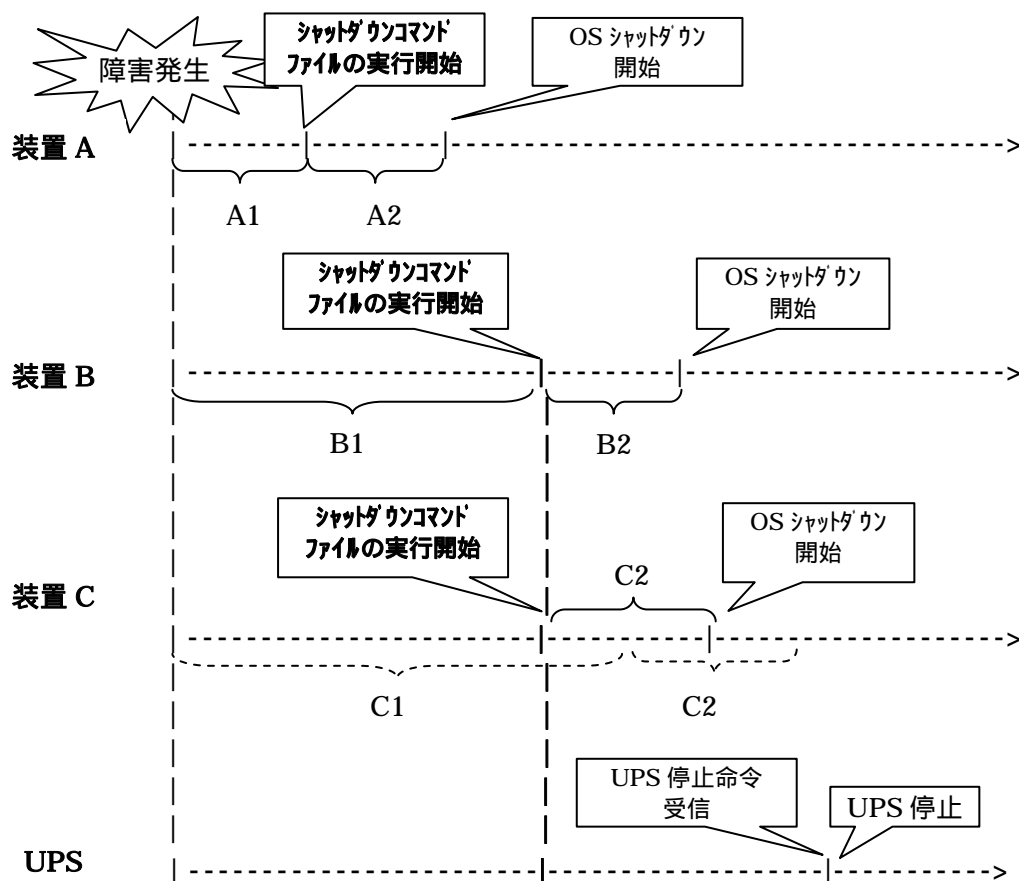 障害発生
ｼｬｯﾄﾀﾞｳﾝｺﾏﾝﾄﾞ
ﾌｧｲﾙの実行開始
OS ｼｬｯﾄﾀﾞｳﾝ
開始
装置 A
A1
A2
ｼｬｯﾄﾀﾞｳﾝｺﾏﾝﾄﾞ
ﾌｧｲﾙの実行開始
OS ｼｬｯﾄﾀﾞｳﾝ
開始
装置 B
B1
B2
ｼｬｯﾄﾀﾞｳﾝｺﾏﾝﾄﾞ
ﾌｧｲﾙの実行開始
OS ｼｬｯﾄﾀﾞｳﾝ
開始
C2
装置 C
C1
C2
UPS 停止命令
受信
UPS 停止
UPS